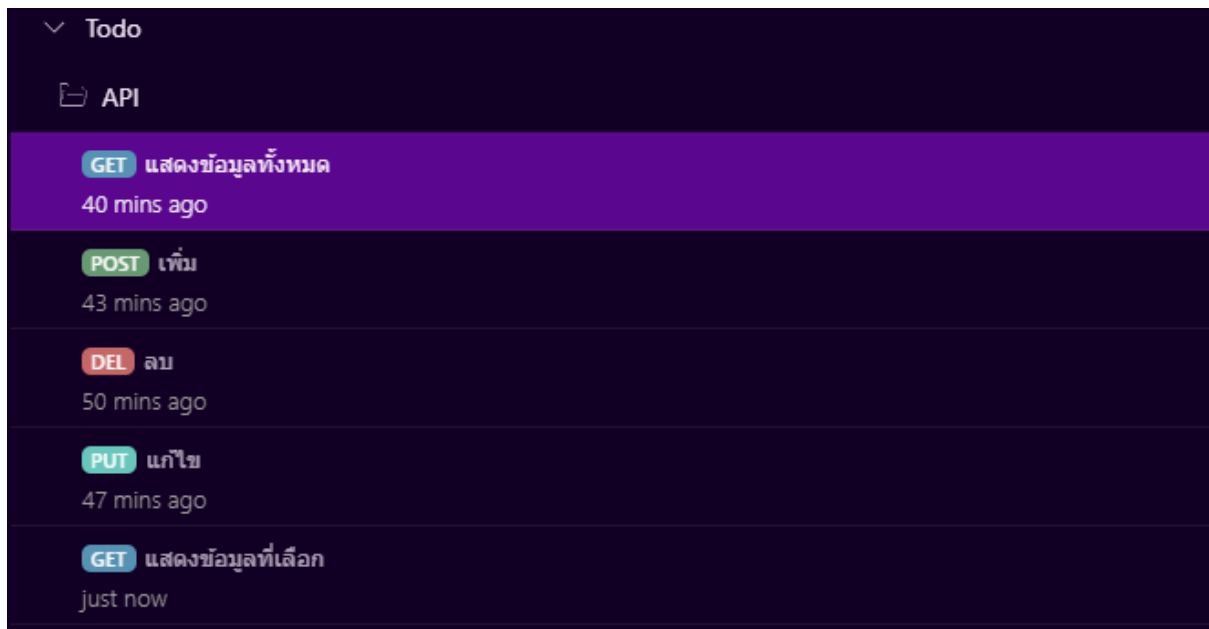 Todo
API
GET แสดงข้อมูลทั้งหมด
40 mins ago
POST เพิ่ม
43 mins ago
DEL ลบ
50 mins ago
PUT แก้ไข
47 mins ago
GET แสดงข้อมูลที่เลือก
just now